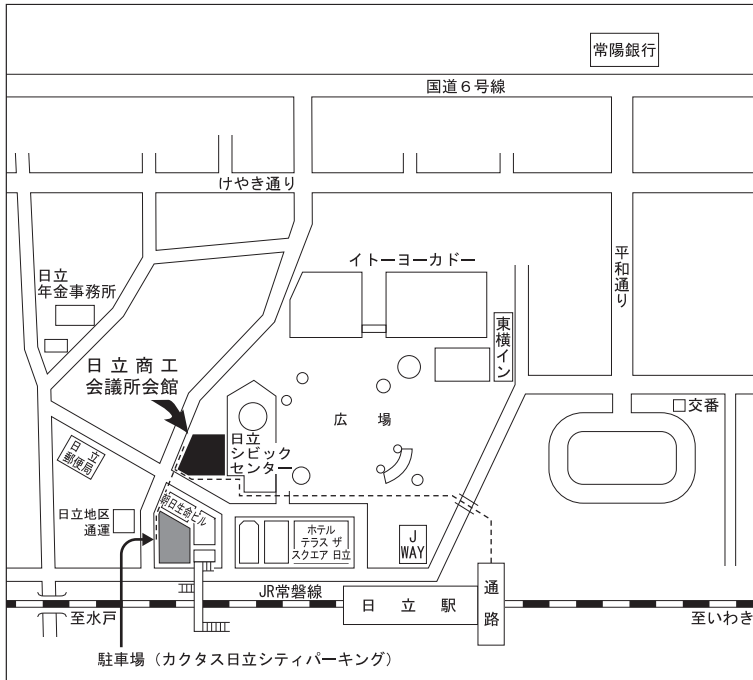 常陽銀行
国道6号線
けやき通り
平和通り
イトーヨーカドー
日立
年金事務所
東横イン
日立商工
会議所会館
広場
交番
日立
シビック
センター
日立
郵便局
朝日生命ビル
日立地区
通運
ホテル
テラス ザ
スクエア 日立
J
WAY
通路
JR常磐線
日立駅
至水戸
至いわき
駐車場（カクタス日立シティパーキング）